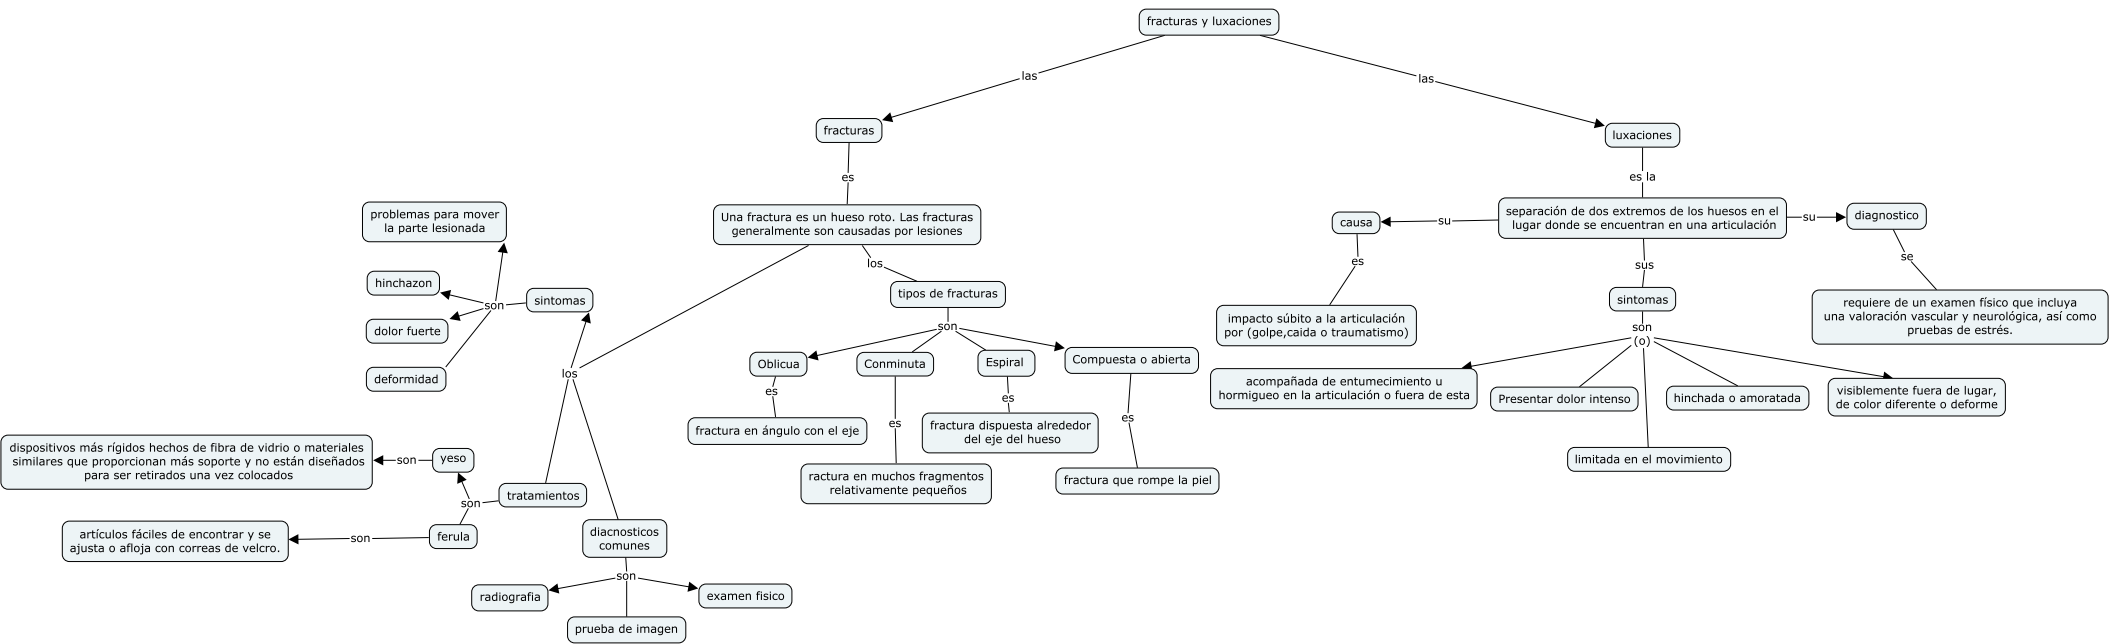 fracturas y luxaciones
las
las
fracturas
luxaciones
es
es la
Una fractura es un hueso roto. Las fracturas
generalmente son causadas por lesiones
separación de dos extremos de los huesos en el
lugar donde se encuentran en una articulación
su
causa
su
diagnostico
es
se
sus
impacto súbito a la articulación
por (golpe,caida o traumatismo)
requiere de un examen físico que incluya
una valoración vascular y neurológica, así como
pruebas de estrés.
sintomas
son
(o)
acompañada de entumecimiento u
hormigueo en la articulación o fuera de esta
Presentar dolor intenso
limitada en el movimiento
hinchada o amoratada
visiblemente fuera de lugar,
de color diferente o deforme
los
tipos de fracturas
son
Oblicua
Conminuta
Espiral
Compuesta o abierta
es
es
es
es
fractura en ángulo con el eje
ractura en muchos fragmentos
relativamente pequeños
fractura dispuesta alrededor
del eje del hueso
fractura que rompe la piel
los
sintomas
son
problemas para mover
la parte lesionada
hinchazon
dolor fuerte
deformidad
tratamientos
son
yeso
son
dispositivos más rígidos hechos de fibra de vidrio o materiales
similares que proporcionan más soporte y no están diseñados
para ser retirados una vez colocados
ferula
son
artículos fáciles de encontrar y se
ajusta o afloja con correas de velcro.
diacnosticos
comunes
son
radiografia
prueba de imagen
examen fisico